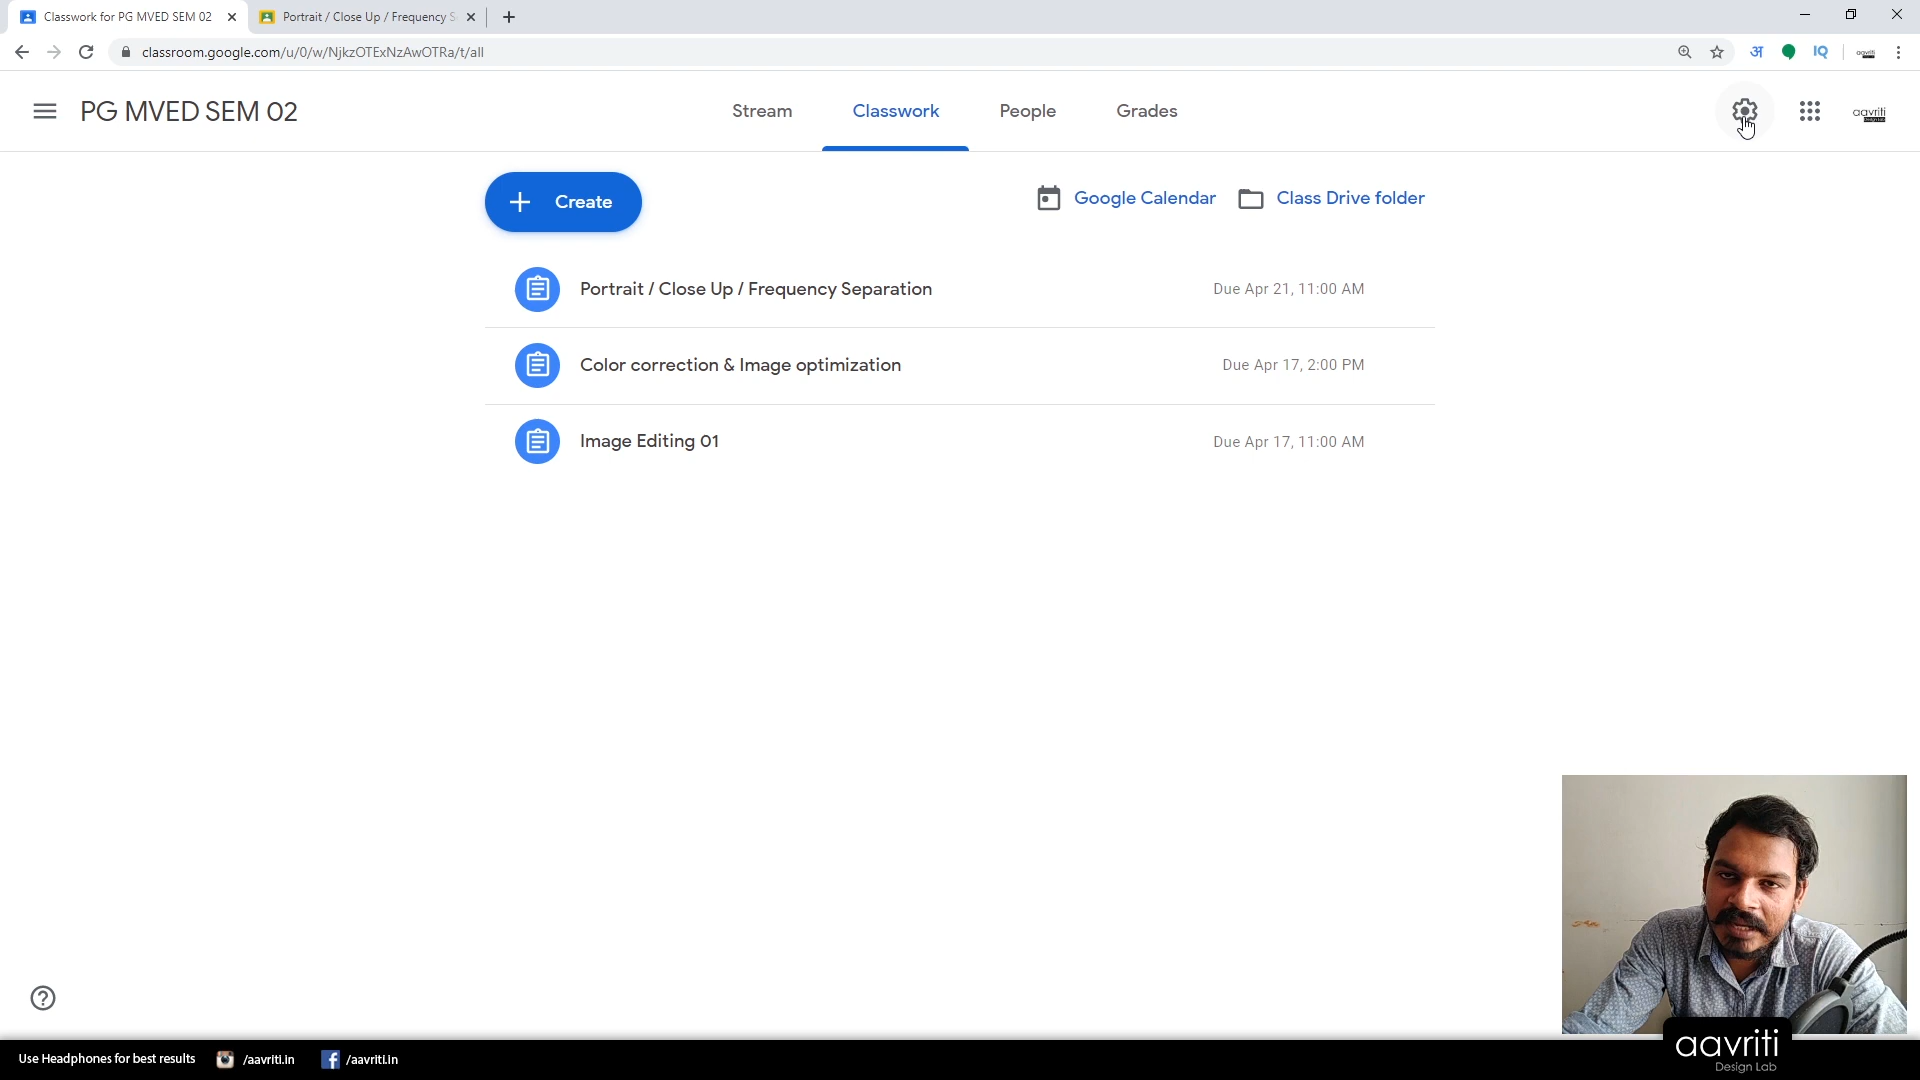 Classwork for PG MVED SEM 02
Portrait / Close Up / Frequency S
classroom.google.com/u/0/w/NjkzOTExNzAwOTRa/t/all
अ
IQ
aavriti
PG MVED SEM 02
Stream
Classwork
People
Grades
aavriti
Create
Google Calendar
Class Drive folder
Portrait / Close Up / Frequency Separation
Due Apr 21, 11:00 AM
Color correction & Image optimization
Due Apr 17, 2:00 PM
Image Editing 01
Due Apr 17, 11:00 AM
Use Headphones for best results
/aavriti.in
/aavriti.in
aavriti
Design Lab